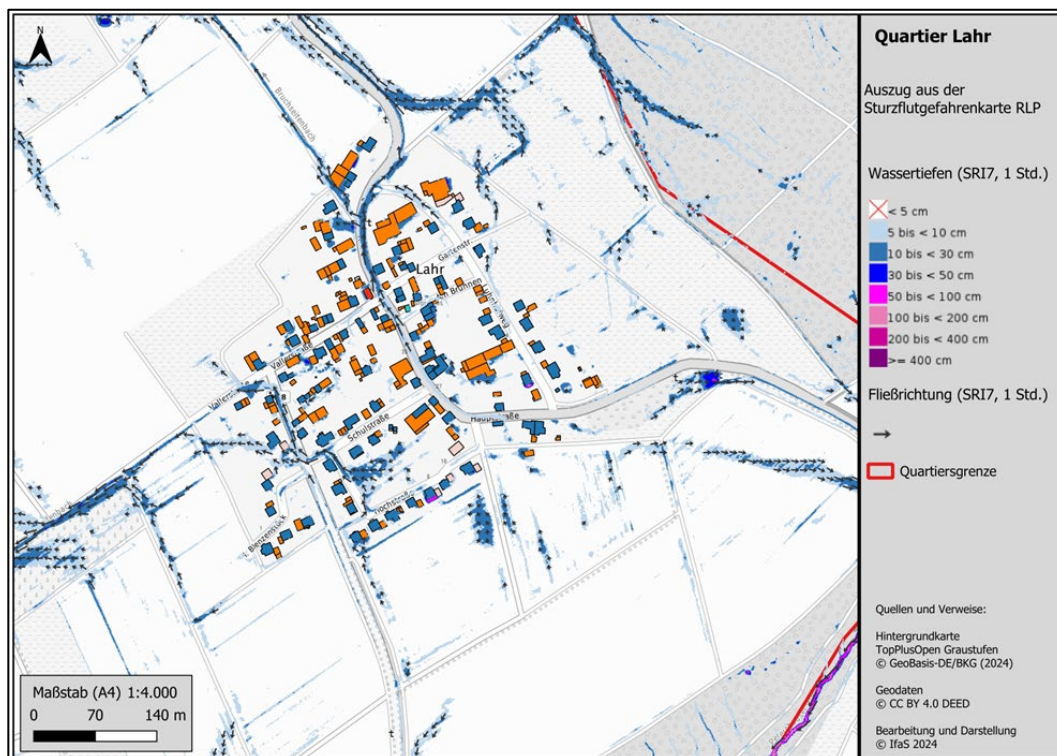 N
Bruchseifenbach
Gartenstr.
Lahr
Brunnen
Schulstraße
Hochstraße
Blenzenstück
Maßstab (A4) 1:4.000
0 70 140 m
Quartier Lahr
Auszug aus der
Sturzflutgefahrenkarte RLP
Wassertiefen (SRI7, 1 Std.)
< 5 cm
5 bis < 10 cm
10 bis < 30 cm
30 bis < 50 cm
50 bis < 100 cm
100 bis < 200 cm
200 bis < 400 cm
>= 400 cm
Fließrichtung (SRI7, 1 Std.)
Quartiersgrenze
Quellen und Verweise:
Hintergrundkarte
TopPlusOpen Graustufen
© GeoBasis-DE/BKG (2024)
Geodaten
© CC BY 4.0 DEED
Bearbeitung und Darstellung
© IfaS 2024